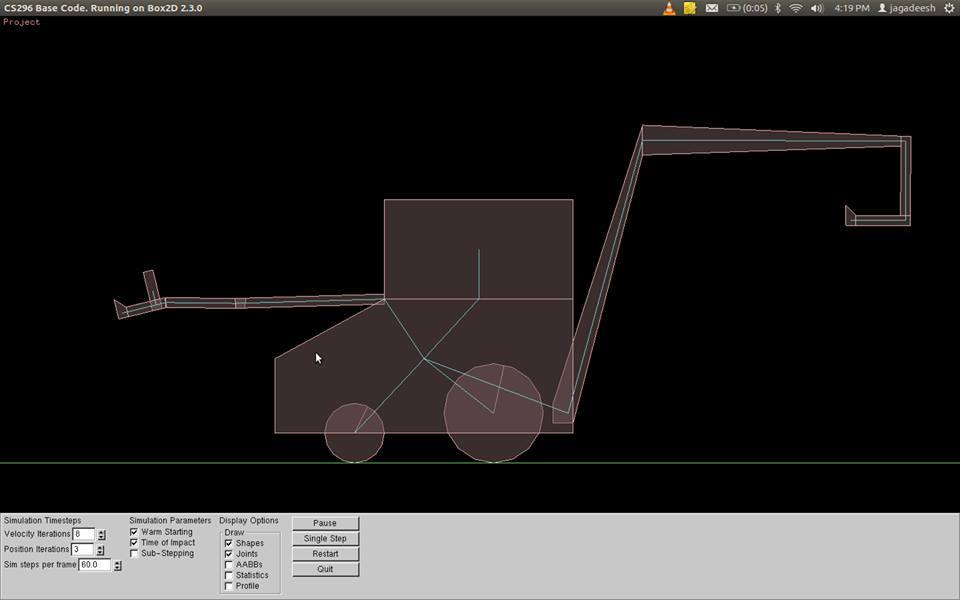 CS296 Base Code. Running on Box2D 2.3.0
(0:05)
4:19 PM
jagadeesh
Project
Simulation Timesteps
Velocity Iterations 8
Position Iterations 3
Sim steps per frame 60.0
Simulation Parameters
Warm Starting
Time of Impact
Sub-Stepping
Display Options
Draw
Shapes
Joints
AABBs
Statistics
Profile
Pause
Single Step
Restart
Quit